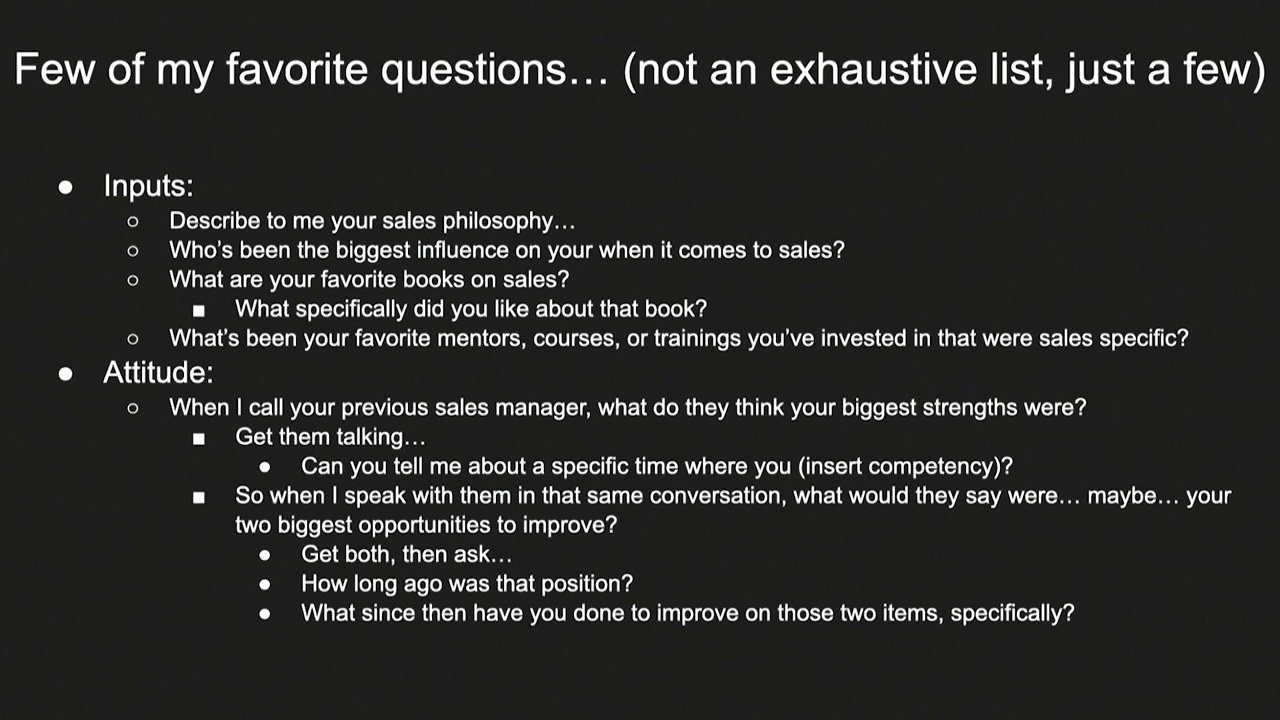 Few of my favorite questions… (not an exhaustive list, just a few)
● Inputs:
○ Describe to me your sales philosophy…
○ Who's been the biggest influence on your when it comes to sales?
○ What are your favorite books on sales?
■ What specifically did you like about that book?
○ What's been your favorite mentors, courses, or trainings you've invested in that were sales specific?
● Attitude:
○ When I call your previous sales manager, what do they think your biggest strengths were?
■ Get them talking…
● Can you tell me about a specific time where you (insert competency)?
■ So when I speak with them in that same conversation, what would they say were… maybe… your
two biggest opportunities to improve?
● Get both, then ask…
● How long ago was that position?
● What since then have you done to improve on those two items, specifically?